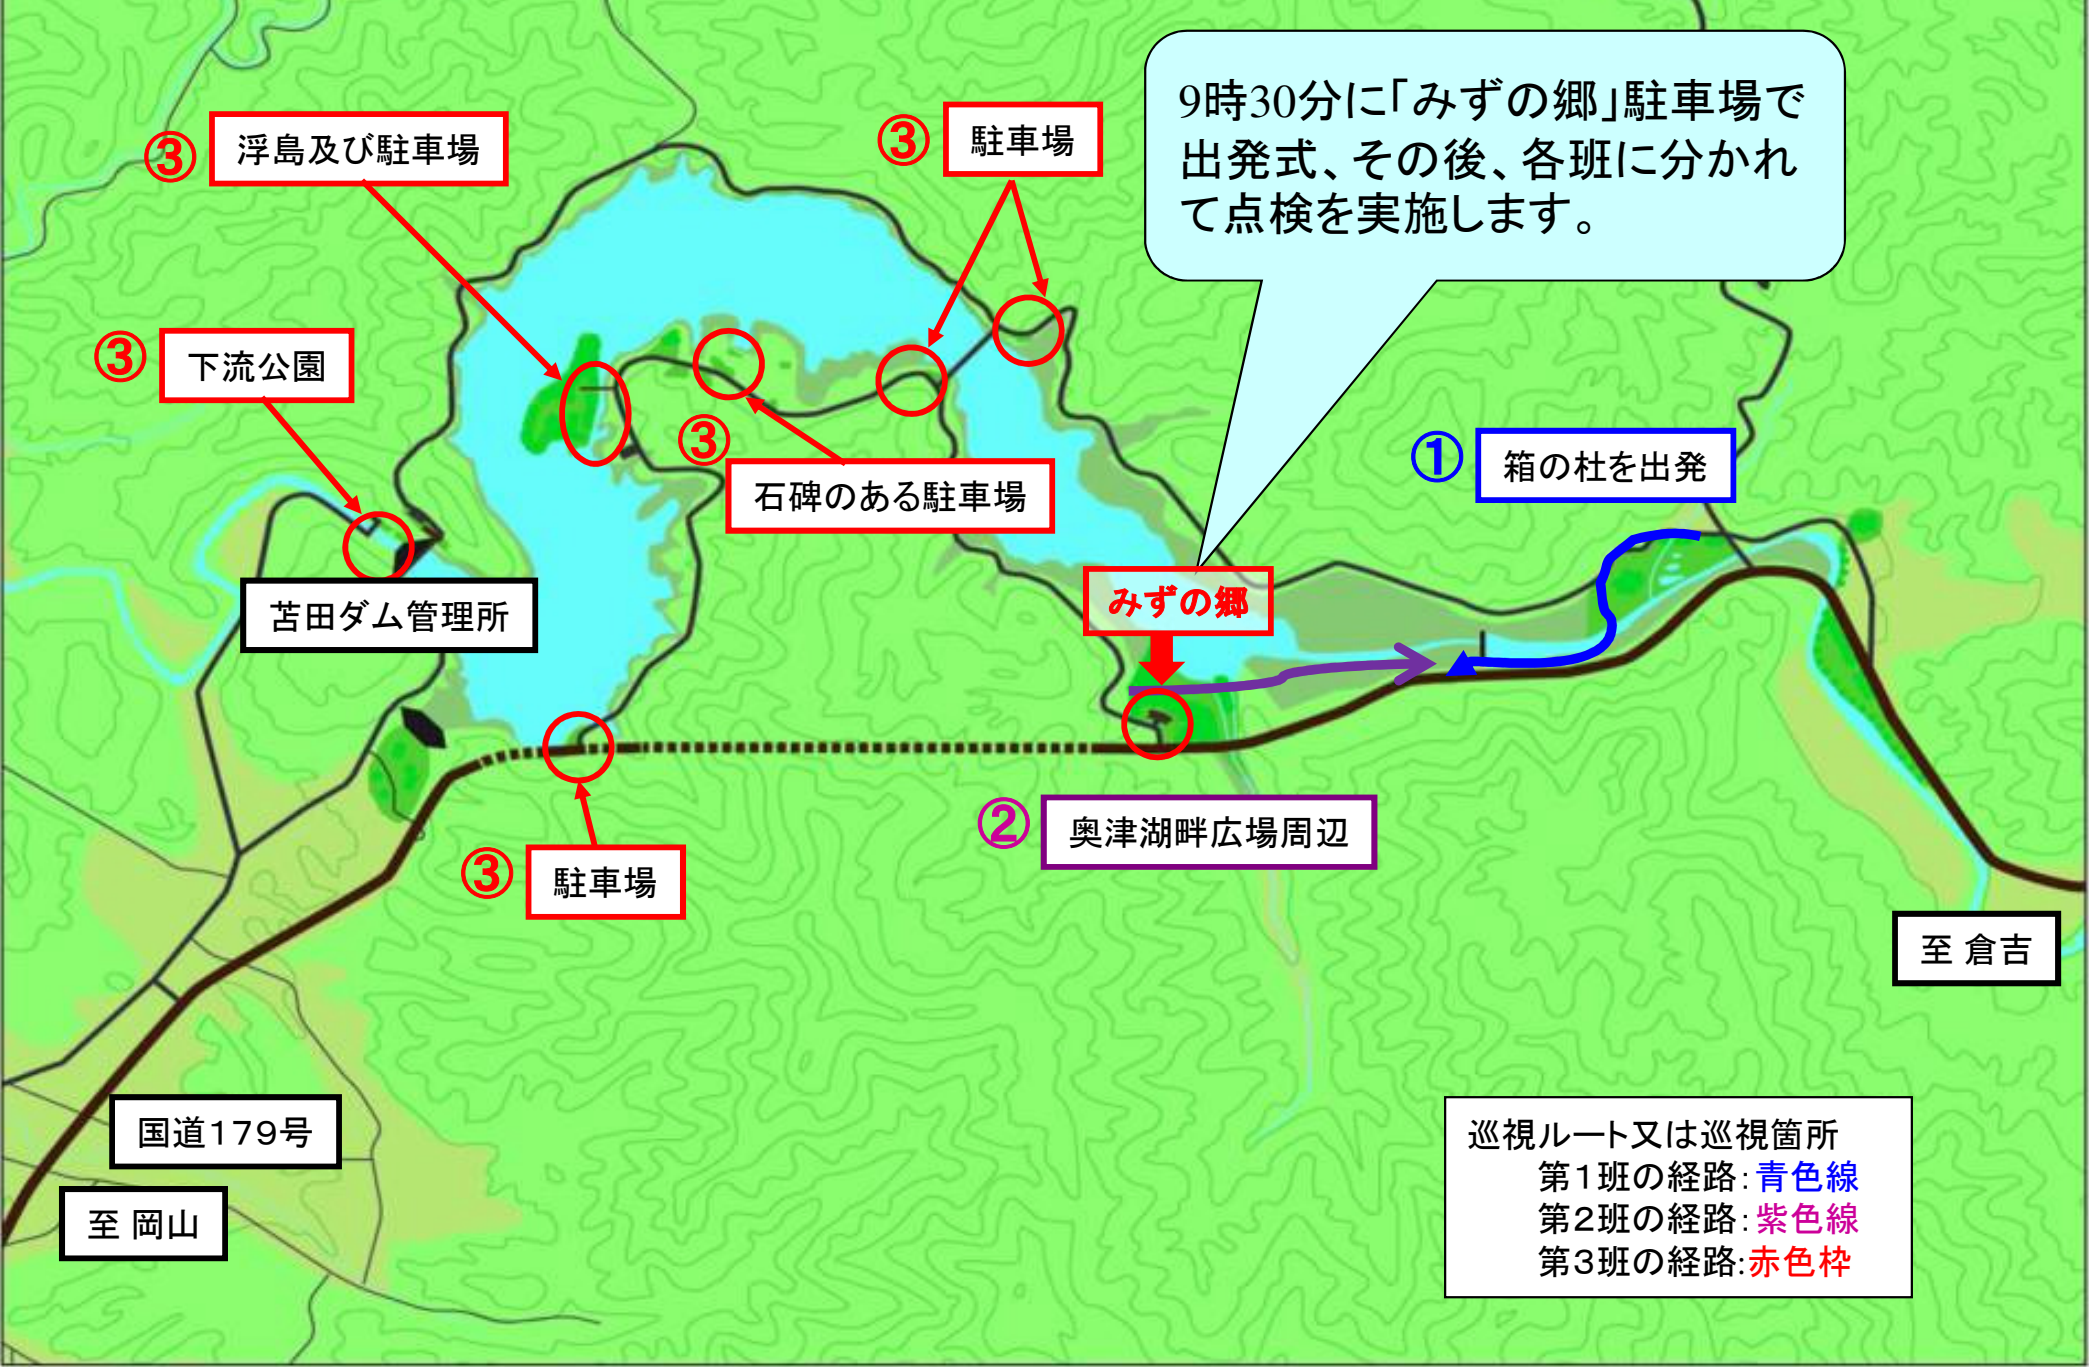 9時30分に「みずの郷」駐車場で
出発式、その後、各班に分かれ
て点検を実施します。
③ 浮島及び駐車場
③ 駐車場
③ 下流公園
③ 石碑のある駐車場
① 箱の杜を出発
苫田ダム管理所
みずの郷
② 奥津湖畔広場周辺
③ 駐車場
至 倉吉
国道179号
至 岡山
巡視ルート又は巡視箇所
第1班の経路:青色線
第2班の経路:紫色線
第3班の経路:赤色枠